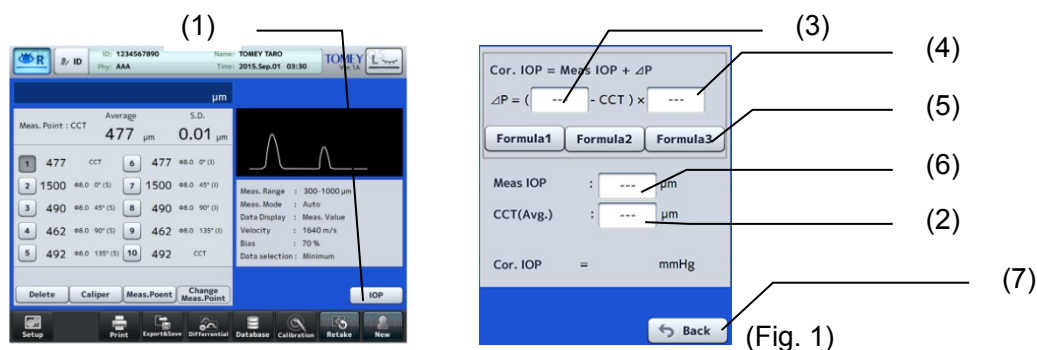 (1)
(3)
(4)
(5)
(6)
(2)
(7)
R ID ID: 1234567890 Name: TOMEY TARO TOMEY L
Phy: AAA Time: 2015.Sep.01 03:30 Ver.1A
µm
Meas. Point : CCT Average 477 µm S.D. 0.01 µm
1 477 CCT 6 477 Φ8.0 0° (I)
2 1500 Φ8.0 0° (S) 7 1500 Φ8.0 45° (I)
3 490 Φ8.0 45° (S) 8 490 Φ8.0 90° (I)
4 462 Φ8.0 90° (S) 9 462 Φ8.0 135° (I)
5 492 Φ8.0 135° (S) 10 492 CCT
Meas. Range : 300-1000 µm
Meas. Mode : Auto
Data Display : Meas. Value
Velocity : 1640 m/s
Bias : 70 %
Data selection : Minimum
Delete Caliper Meas.Poent Change Meas.Point IOP
Setup Print Export&Save Differrential Database Calibration Retake New
Cor. IOP = Meas IOP + ⊿P
⊿P = ( --- - CCT ) × ---
Formula1 Formula2 Formula3
Meas IOP : --- µm
CCT(Avg.) : --- µm
Cor. IOP = mmHg
Back
(Fig. 1)